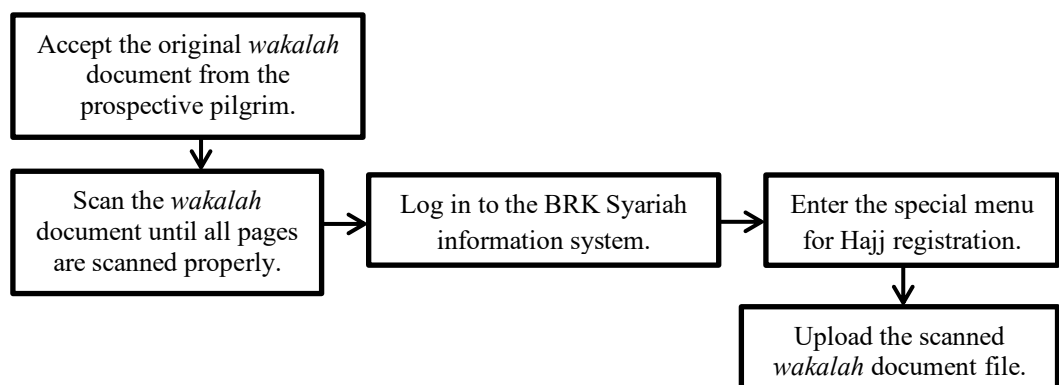 Accept the original wakalah
document from the
prospective pilgrim.
Scan the wakalah
document until all pages
are scanned properly.
Log in to the BRK Syariah
information system.
Enter the special menu
for Hajj registration.
Upload the scanned
wakalah document file.